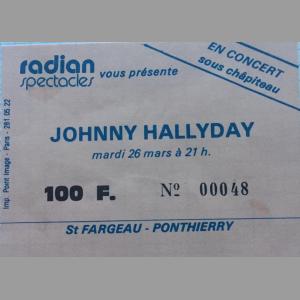 radian
spectacles
vous présente
EN CONCERT
sous chépiteau
JOHNNY HALLYDAY
mardi 26 mars à 21 h.
100 F. Nº 00048
St FARGEAU - PONTHIERRY
Imp. Point Image - Paris - 281 05 22